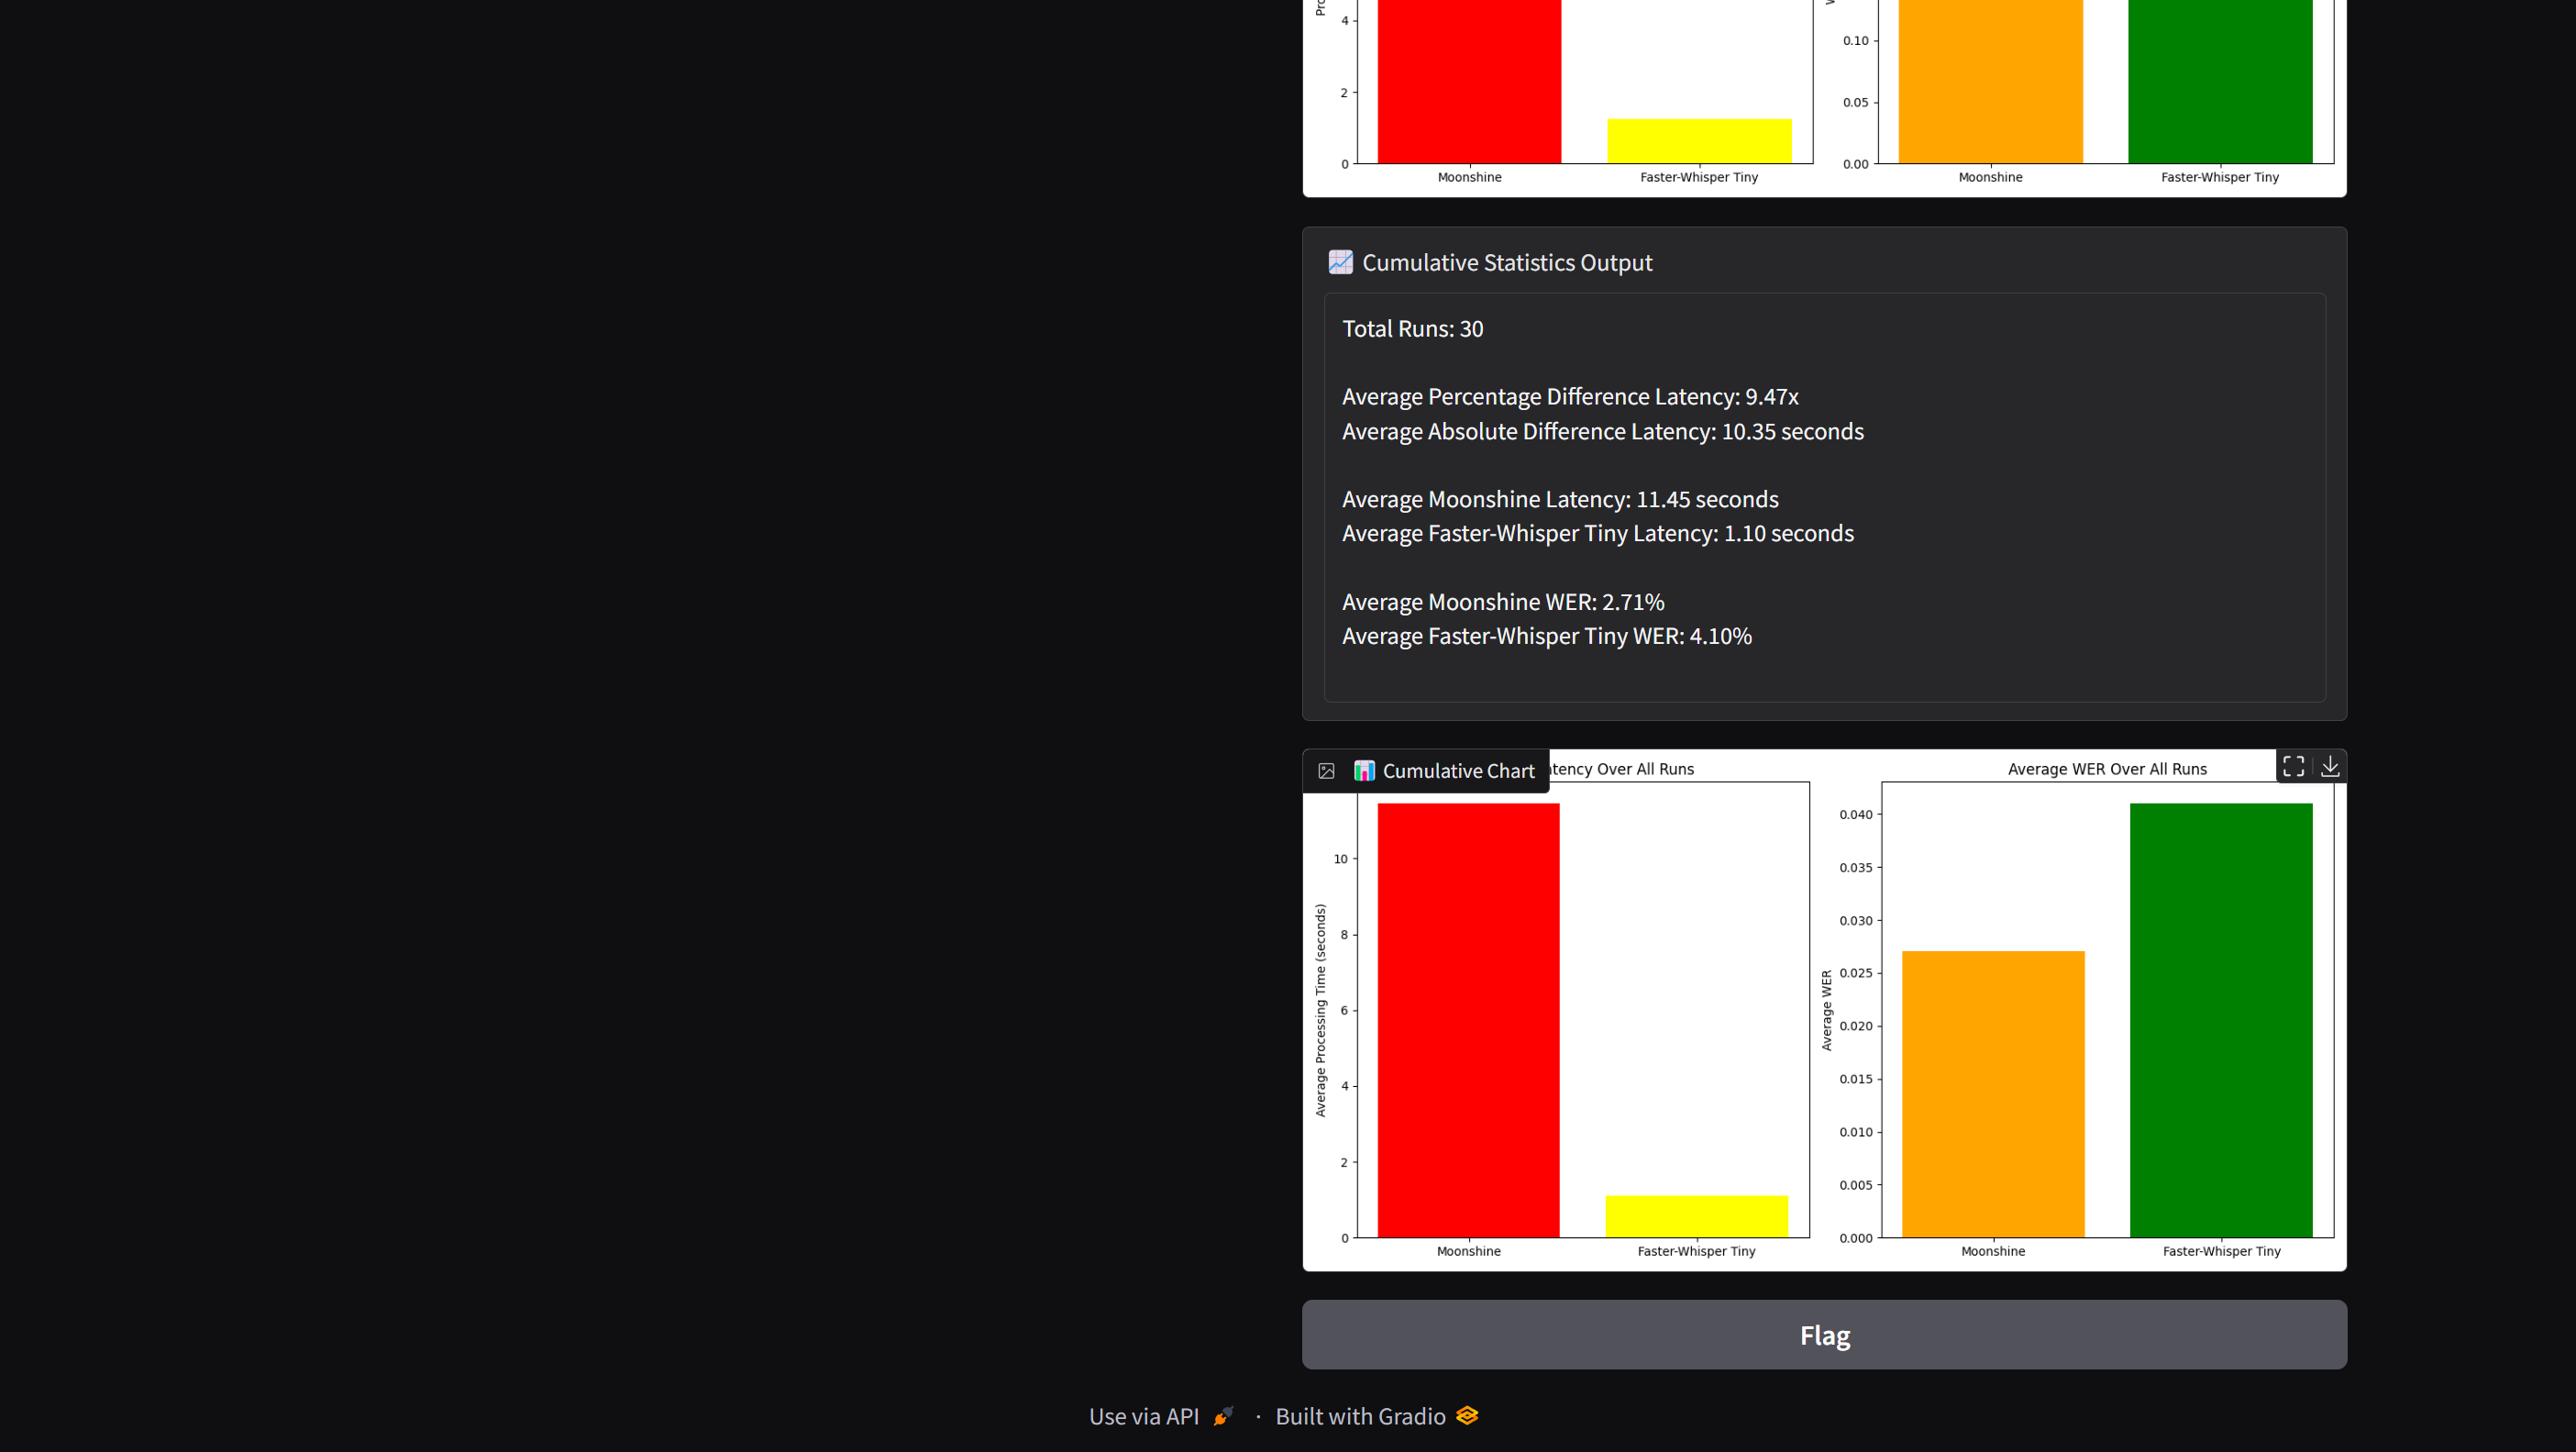 4
2
0
Moonshine
Faster-Whisper Tiny
0.10
0.05
0.00
Moonshine
Faster-Whisper Tiny
Cumulative Statistics Output
Total Runs: 30
Average Percentage Difference Latency: 9.47x
Average Absolute Difference Latency: 10.35 seconds
Average Moonshine Latency: 11.45 seconds
Average Faster-Whisper Tiny Latency: 1.10 seconds
Average Moonshine WER: 2.71%
Average Faster-Whisper Tiny WER: 4.10%
Cumulative Chart
tency Over All Runs
Average Processing Time (seconds)
10
8
6
4
2
0
Moonshine
Faster-Whisper Tiny
Average WER Over All Runs
Average WER
0.040
0.035
0.030
0.025
0.020
0.015
0.010
0.005
0.000
Moonshine
Faster-Whisper Tiny
Flag
Use via API · Built with Gradio